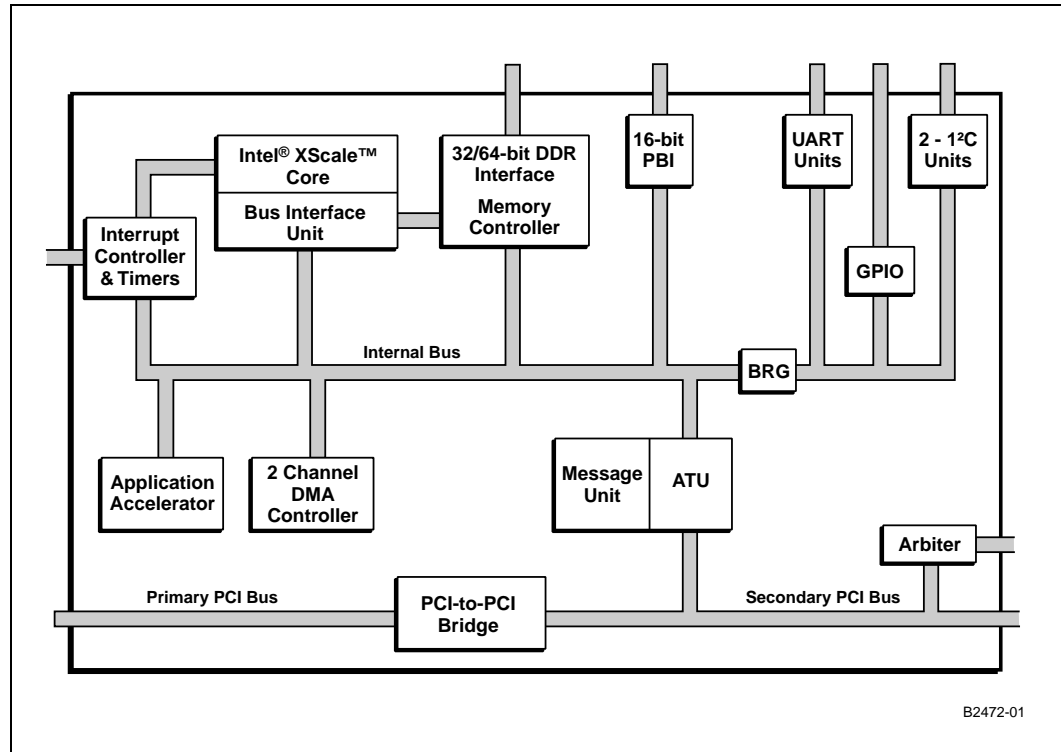 Intel® XScale™
Core
Bus Interface
Unit
32/64-bit DDR
Interface
Memory
Controller
16-bit
PBI
UART
Units
2 - 1²C
Units
Interrupt
Controller
& Timers
GPIO
Internal Bus
BRG
Application
Accelerator
2 Channel
DMA
Controller
Message
Unit
ATU
Arbiter
Primary PCI Bus
PCI-to-PCI
Bridge
Secondary PCI Bus
B2472-01